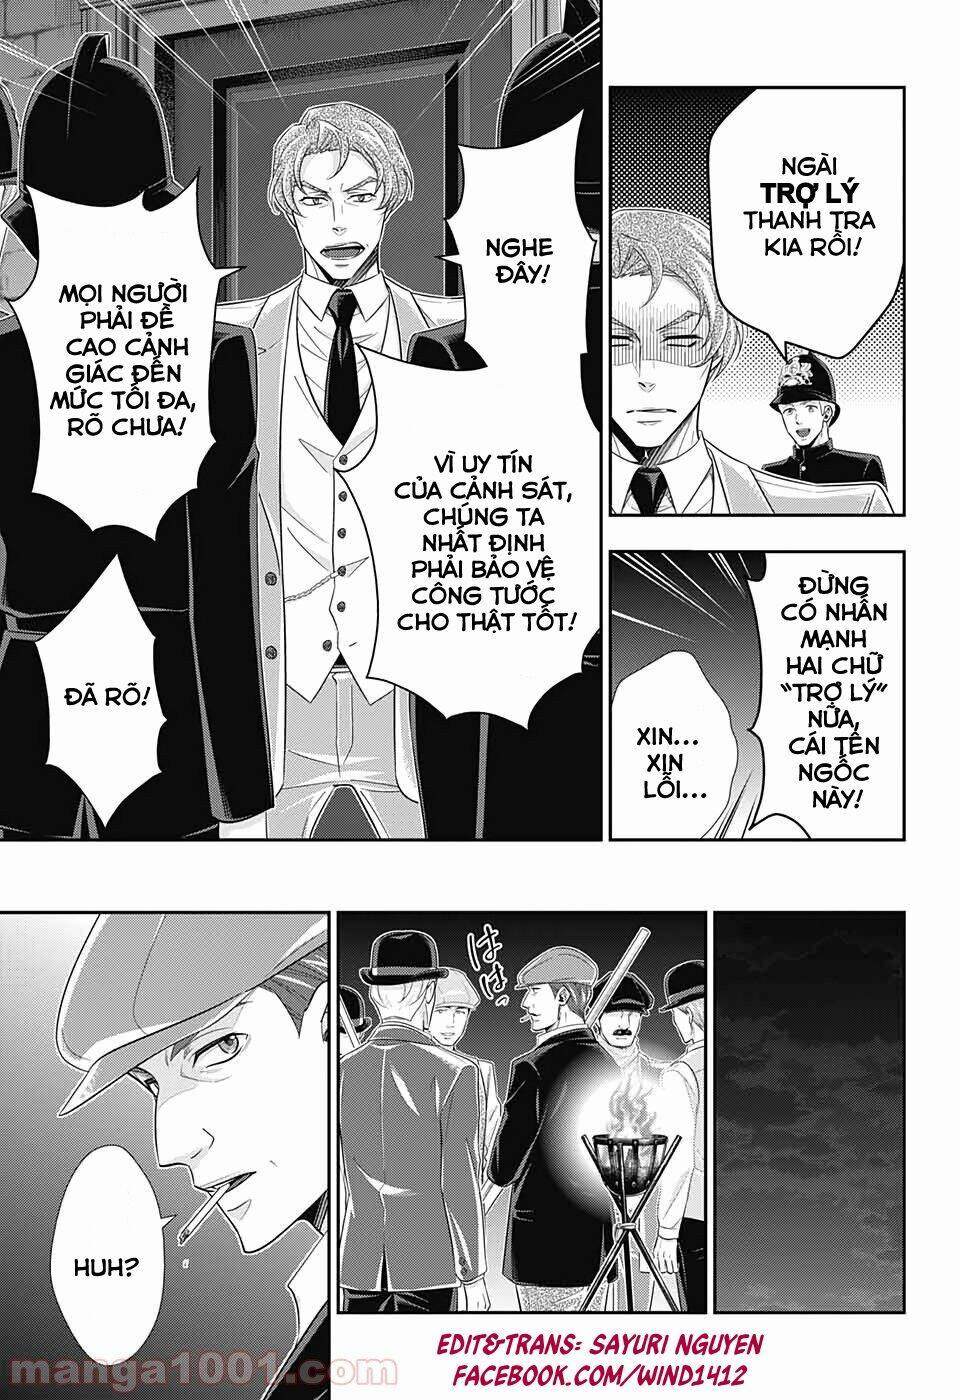 NGÀI
TRỢ LÝ
THANH TRA
KIA RỒI!
ĐỪNG
CÓ NHẤN
MẠNH
HAI CHỮ
“TRỢ LÝ”
NỮA,
CÁI TÊN
NGỐC
NÀY!
XIN...
XIN
LỖI...
NGHE
ĐÂY!
VÌ UY TÍN
CỦA CẢNH SÁT,
CHÚNG TA
NHẤT ĐỊNH
PHẢI BẢO VỆ
CÔNG TƯỚC
CHO THẬT TỐT!
MỌI NGƯỜI
PHẢI ĐỀ
CAO CẢNH
GIÁC ĐẾN
MỨC TỐI ĐA,
RÕ CHƯA!
ĐÃ RÕ!
はははっ
HUH?
EDIT&TRANS: SAYURI NGUYEN
FACEBOOK.COM/WIND1412
manga1001.com